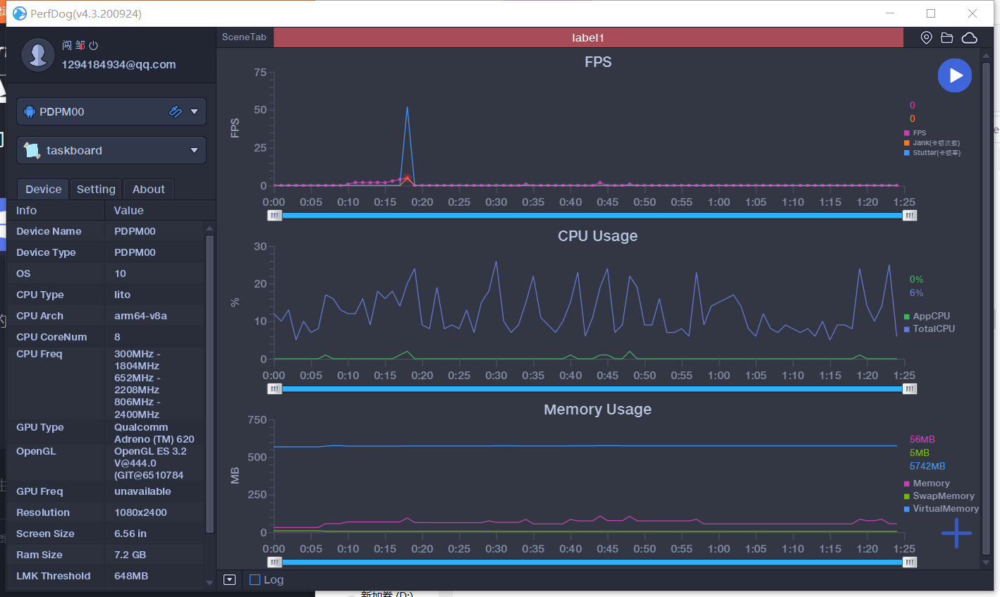 PerfDog(v4.3.200924)
闯 邹
1294184934@qq.com
PDPM00
taskboard
Device Setting About
Info Value
Device Name PDPM00
Device Type PDPM00
OS 10
CPU Type lito
CPU Arch arm64-v8a
CPU CoreNum 8
CPU Freq 300MHz -
1804MHz
652MHz -
2208MHz
806MHz -
2400MHz
GPU Type Qualcomm
Adreno (TM) 620
OpenGL OpenGL ES 3.2
V@444.0
(GIT@6510784
GPU Freq unavailable
Resolution 1080x2400
Screen Size 6.56 in
Ram Size 7.2 GB
LMK Threshold 648MB
SceneTab label1
FPS
FPS
75
50
25
0
0:00 0:05 0:10 0:15 0:20 0:25 0:30 0:35 0:40 0:45 0:50 0:55 1:00 1:05 1:10 1:15 1:20 1:25
0
0
FPS
Jank(卡顿次数)
Stutter(卡顿率)
CPU Usage
%
30
20
10
0
0:00 0:05 0:10 0:15 0:20 0:25 0:30 0:35 0:40 0:45 0:50 0:55 1:00 1:05 1:10 1:15 1:20 1:25
0%
6%
AppCPU
TotalCPU
Memory Usage
MB
750
500
250
0
0:00 0:05 0:10 0:15 0:20 0:25 0:30 0:35 0:40 0:45 0:50 0:55 1:00 1:05 1:10 1:15 1:20 1:25
56MB
5MB
5742MB
Memory
SwapMemory
VirtualMemory
Log
新加卷 (D:)